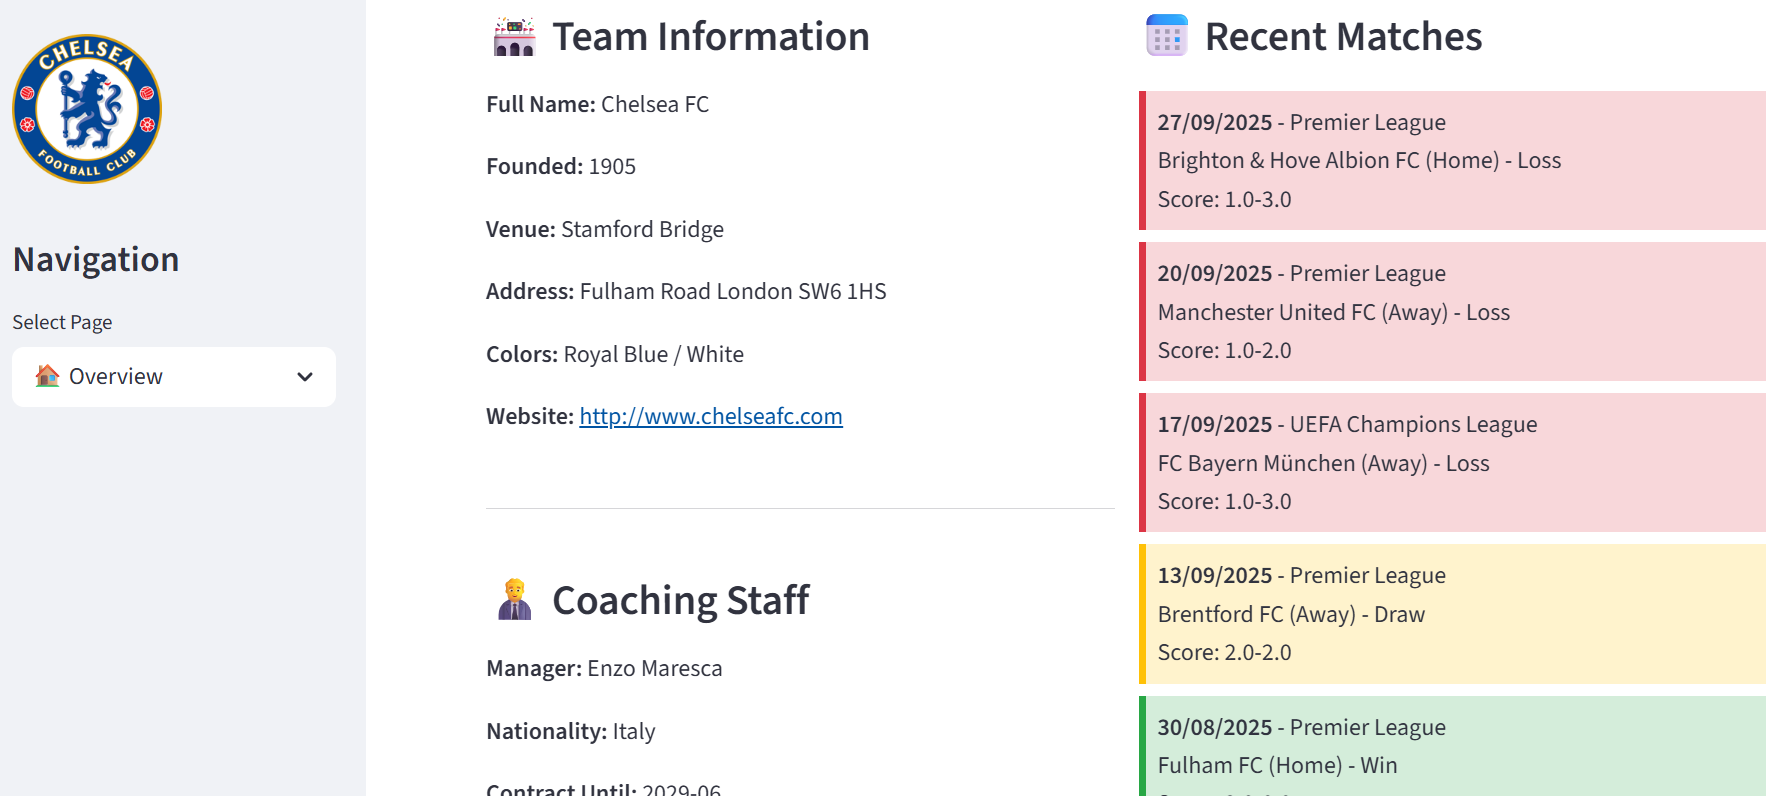 CHELSEA
FOOTBALL CLUB
Navigation
Select Page
Overview
Team Information
Full Name: Chelsea FC
Founded: 1905
Venue: Stamford Bridge
Address: Fulham Road London SW6 1HS
Colors: Royal Blue / White
Website: http://www.chelseafc.com
Coaching Staff
Manager: Enzo Maresca
Nationality: Italy
Contract Until: 2029-06
Recent Matches
27/09/2025 - Premier League
Brighton & Hove Albion FC (Home) - Loss
Score: 1.0-3.0
20/09/2025 - Premier League
Manchester United FC (Away) - Loss
Score: 1.0-2.0
17/09/2025 - UEFA Champions League
FC Bayern München (Away) - Loss
Score: 1.0-3.0
13/09/2025 - Premier League
Brentford FC (Away) - Draw
Score: 2.0-2.0
30/08/2025 - Premier League
Fulham FC (Home) - Win